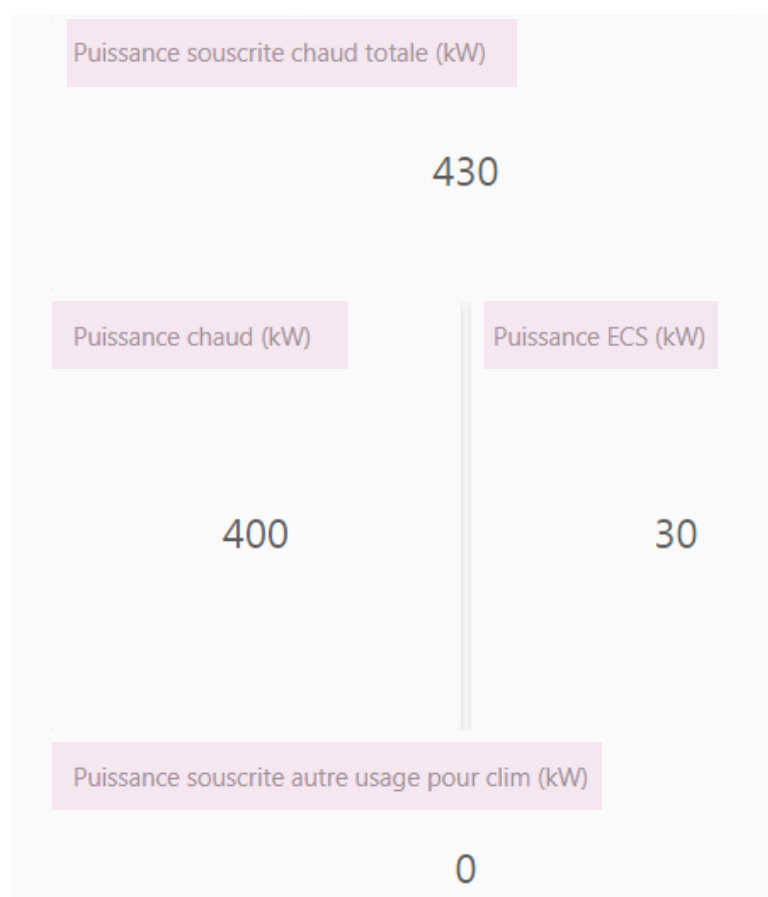 Puissance souscrite chaud totale (kW)
430
Puissance chaud (kW)
Puissance ECS (kW)
400
30
Puissance souscrite autre usage pour clim (kW)
0